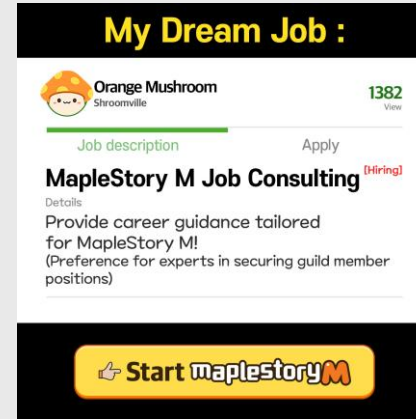 My Dream Job :
Orange Mushroom
Shroomville
1382
View
Job description
Apply
MapleStory M Job Consulting [Hiring]
Details
Provide career guidance tailored
for MapleStory M!
(Preference for experts in securing guild member
positions)
Start maplestory M